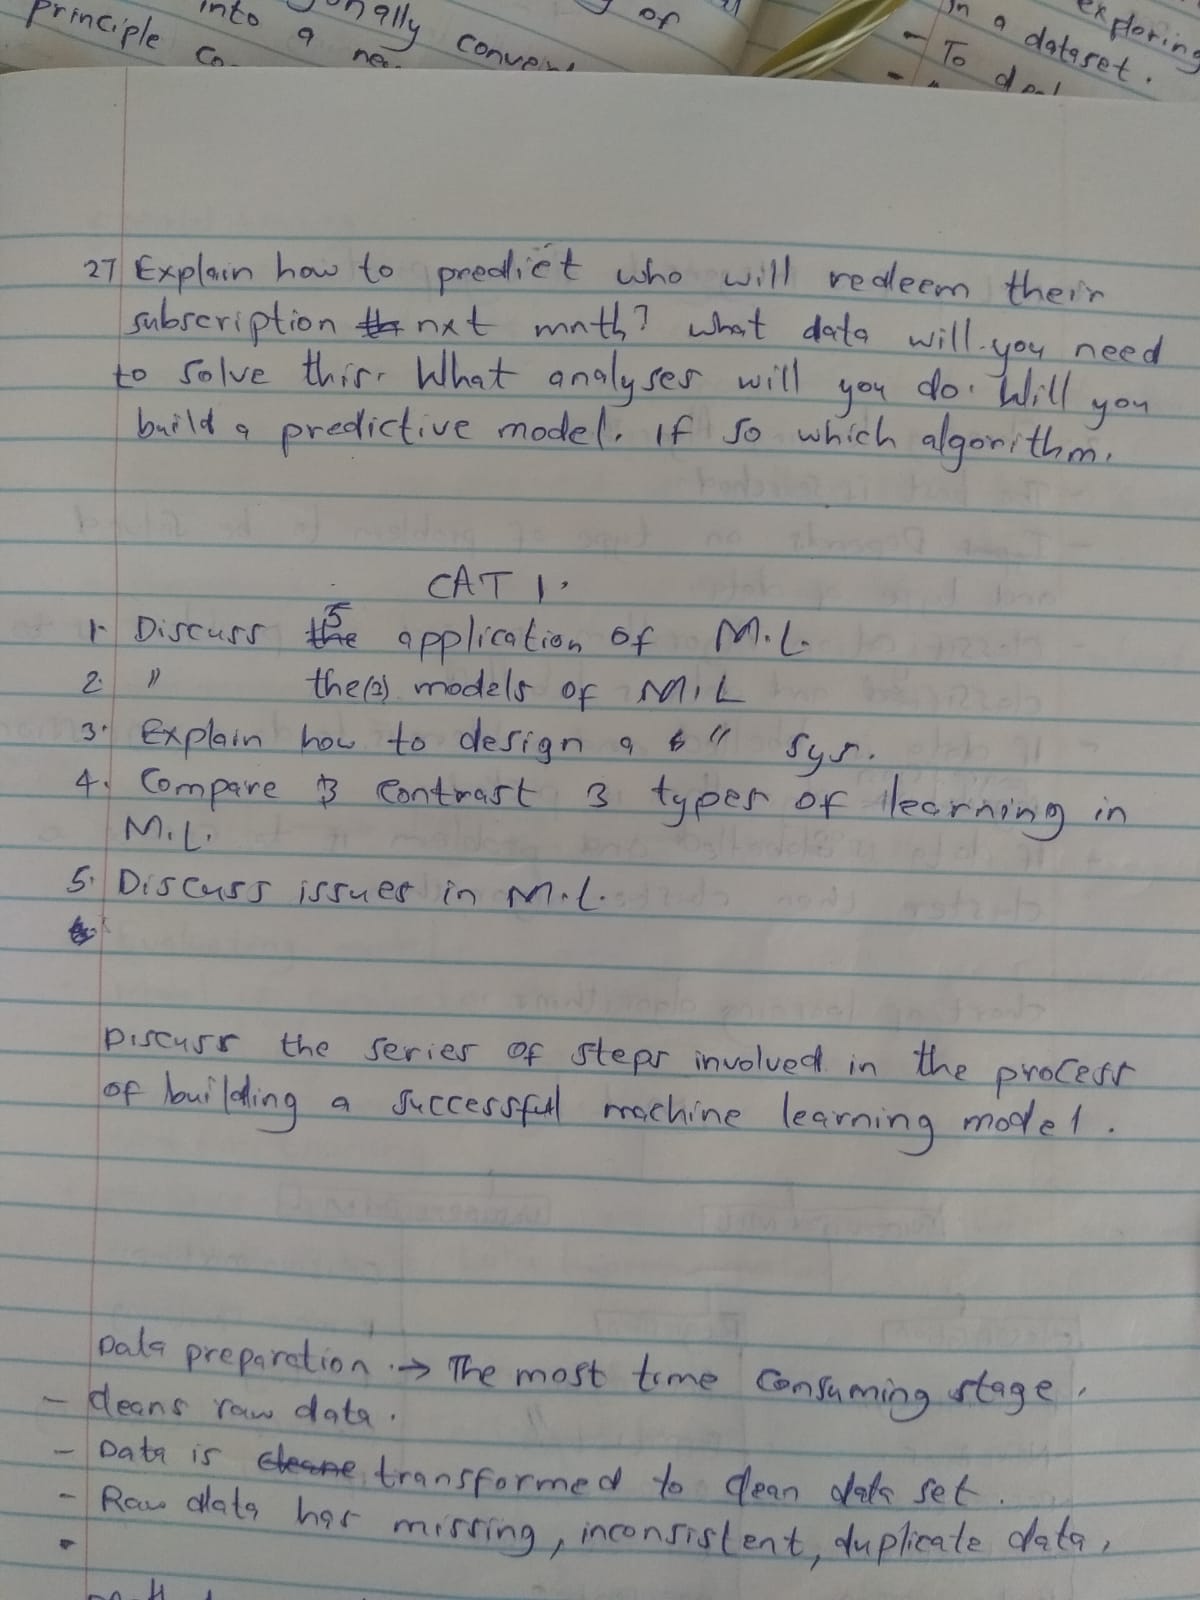 principle
into
a
co
nally
ne
conve
of
in a
dataset.
exploring
- To
27 Explain how to predict who will redeem their
subscription nxt mnth? What data will you need
to solve this. What analyses will you do. Will you
build a predictive model. If so which algorithm.
CAT 1.
1. Discuss 5 application of M.L.
2. " the (3) models of M.L
3. Explain how to design a " sys.
4. Compare & contrast 3 types of learning in
M.L.
5. Discuss issues in M.L.
Discuss the series of steps involved in the process
of building a successful machine learning model.
Data preparation → The most time consuming stage.
- cleans raw data.
- Data is transformed to clean data set.
- Raw data has missing, inconsistent, duplicate data,